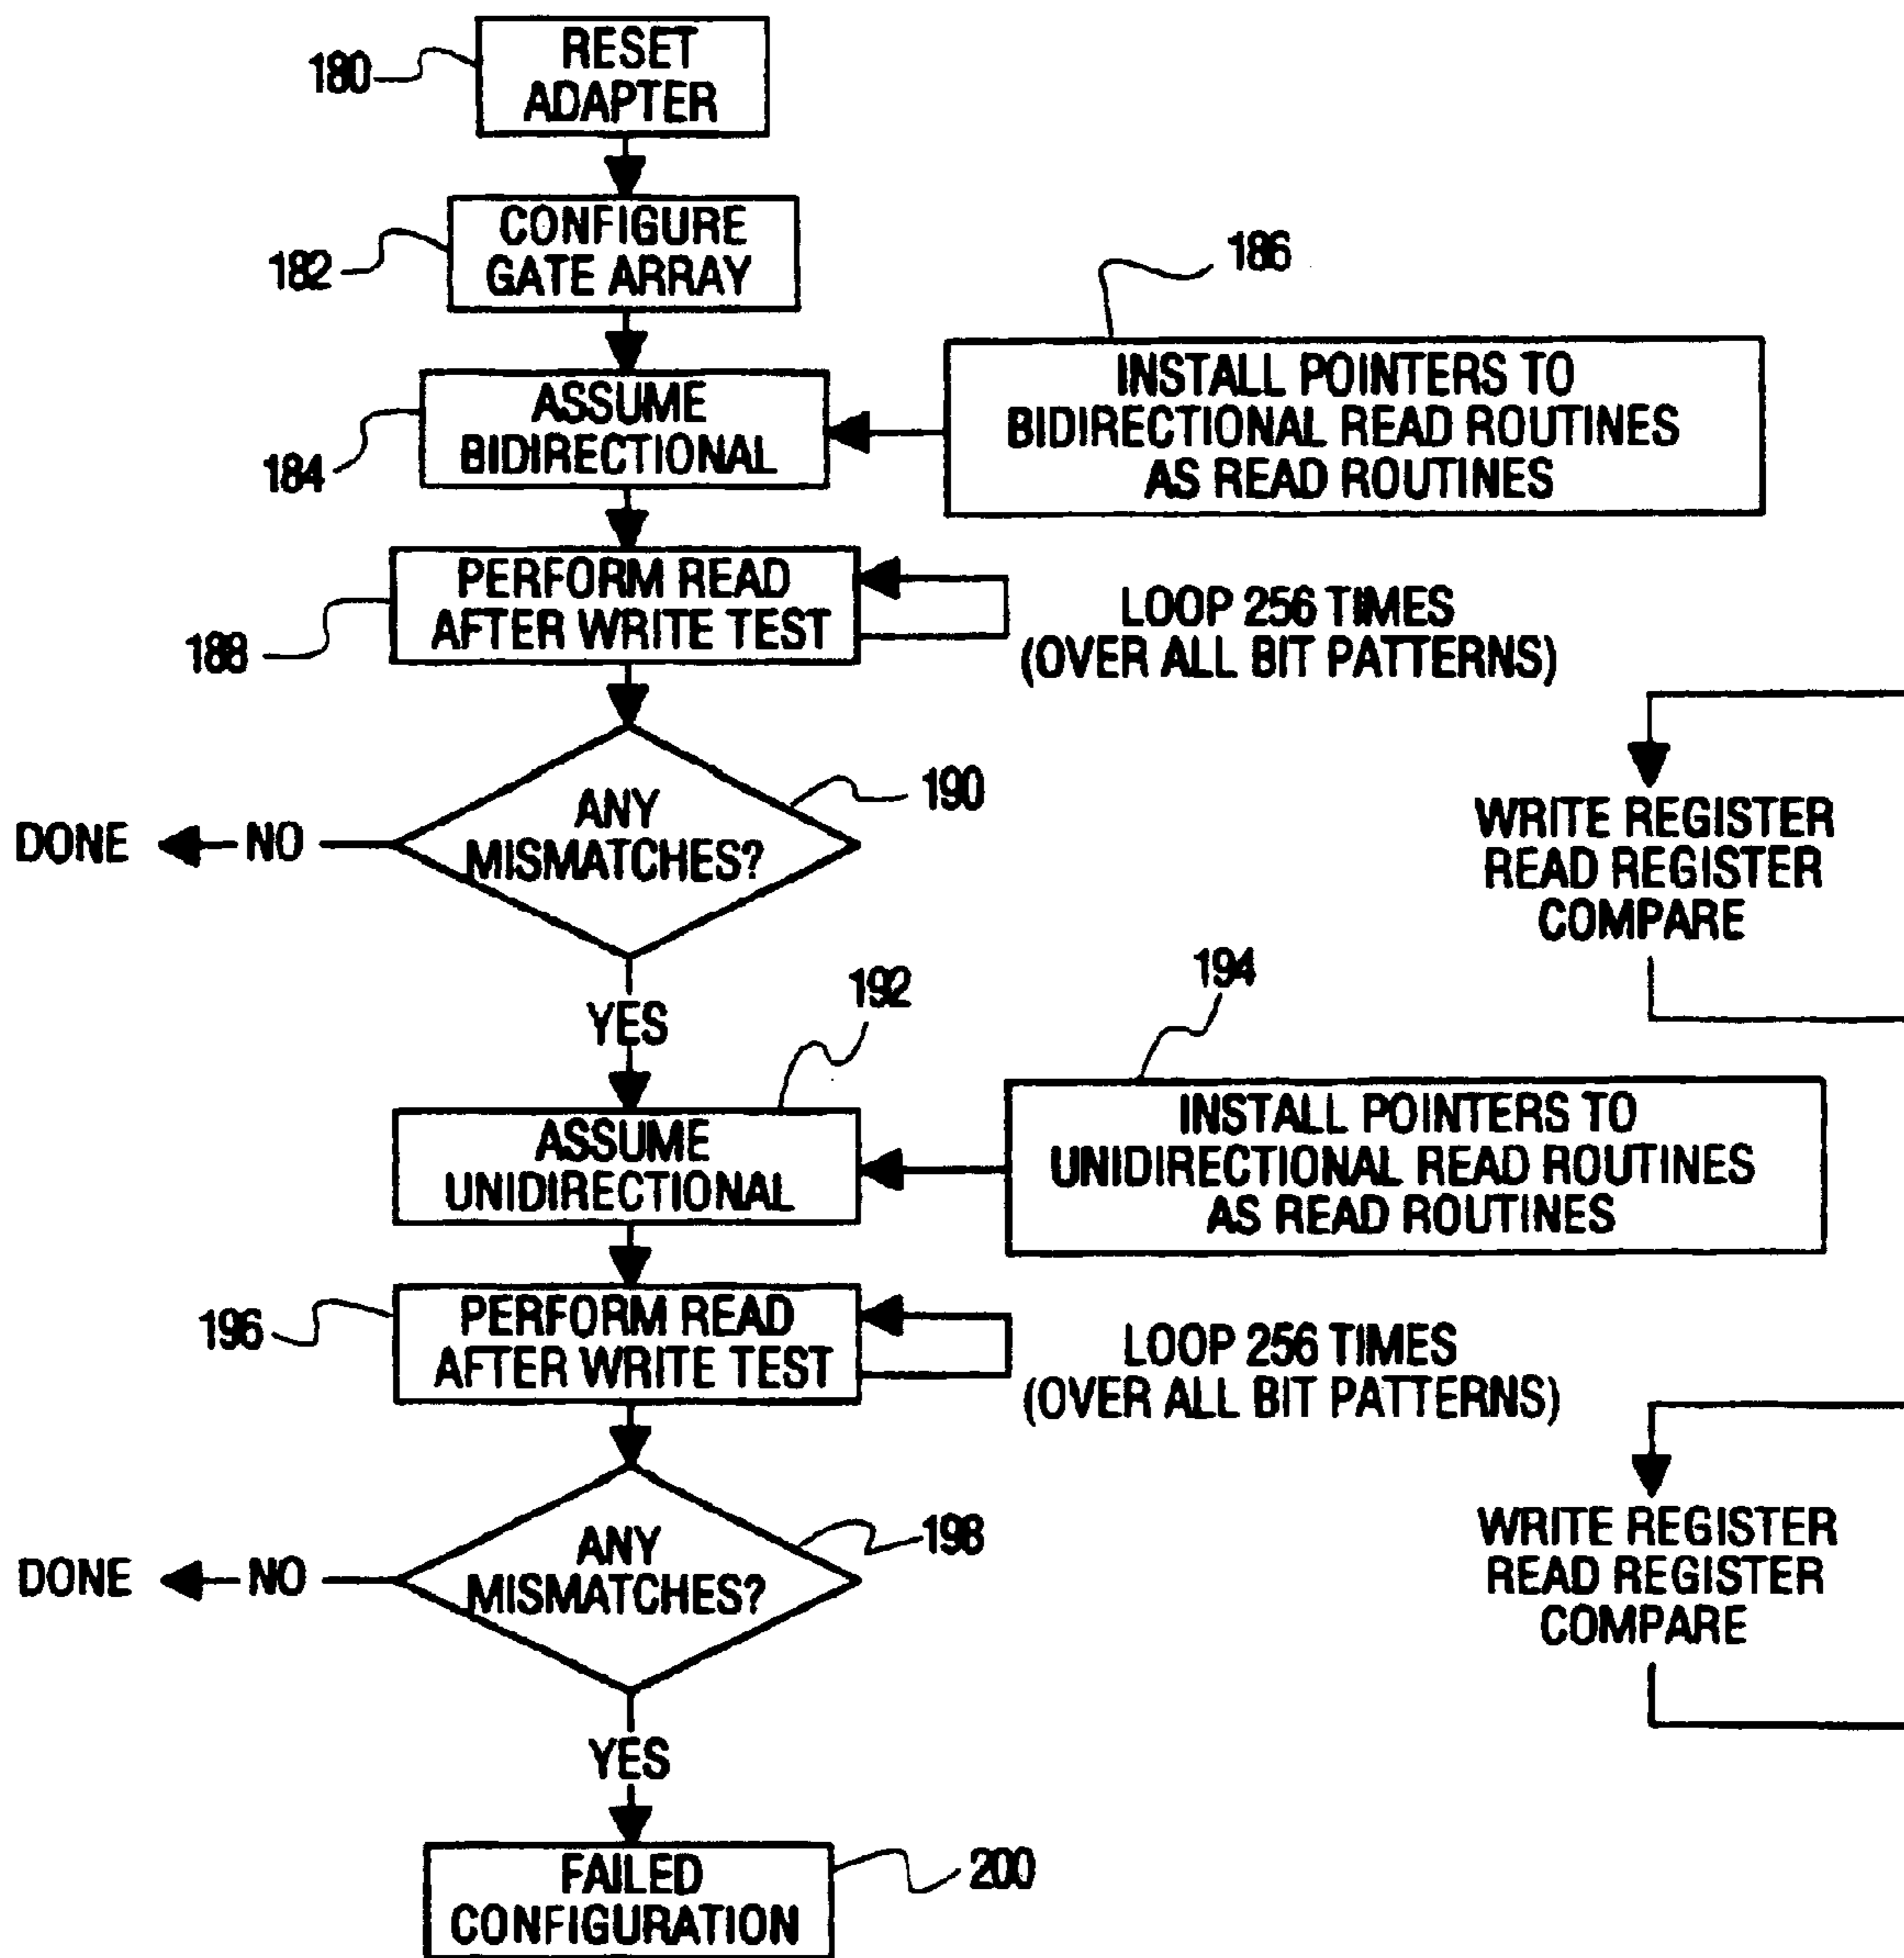 180
RESET
ADAPTER
182
CONFIGURE
GATE ARRAY
186
184
ASSUME
BIDIRECTIONAL
INSTALL POINTERS TO
BIDIRECTIONAL READ ROUTINES
AS READ ROUTINES
188
PERFORM READ
AFTER WRITE TEST
LOOP 256 TIMES
(OVER ALL BIT PATTERNS)
190
ANY
MISMATCHES?
DONE
NO
WRITE REGISTER
READ REGISTER
COMPARE
YES
192
194
ASSUME
UNIDIRECTIONAL
INSTALL POINTERS TO
UNIDIRECTIONAL READ ROUTINES
AS READ ROUTINES
196
PERFORM READ
AFTER WRITE TEST
LOOP 256 TIMES
(OVER ALL BIT PATTERNS)
198
ANY
MISMATCHES?
DONE
NO
WRITE REGISTER
READ REGISTER
COMPARE
YES
FAILED
CONFIGURATION
200